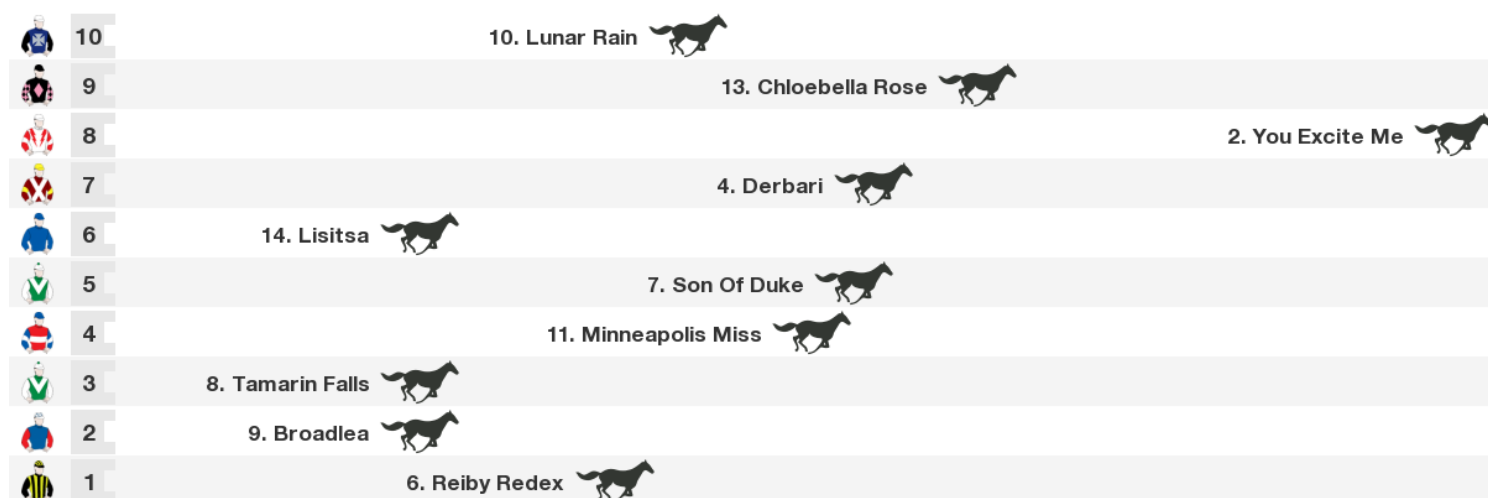 10 10. Lunar Rain
9 13. Chloebella Rose
8 2. You Excite Me
7 4. Derbari
6 14. Lisitsa
5 7. Son Of Duke
4 11. Minneapolis Miss
3 8. Tamarin Falls
2 9. Broadlea
1 6. Reiby Redex